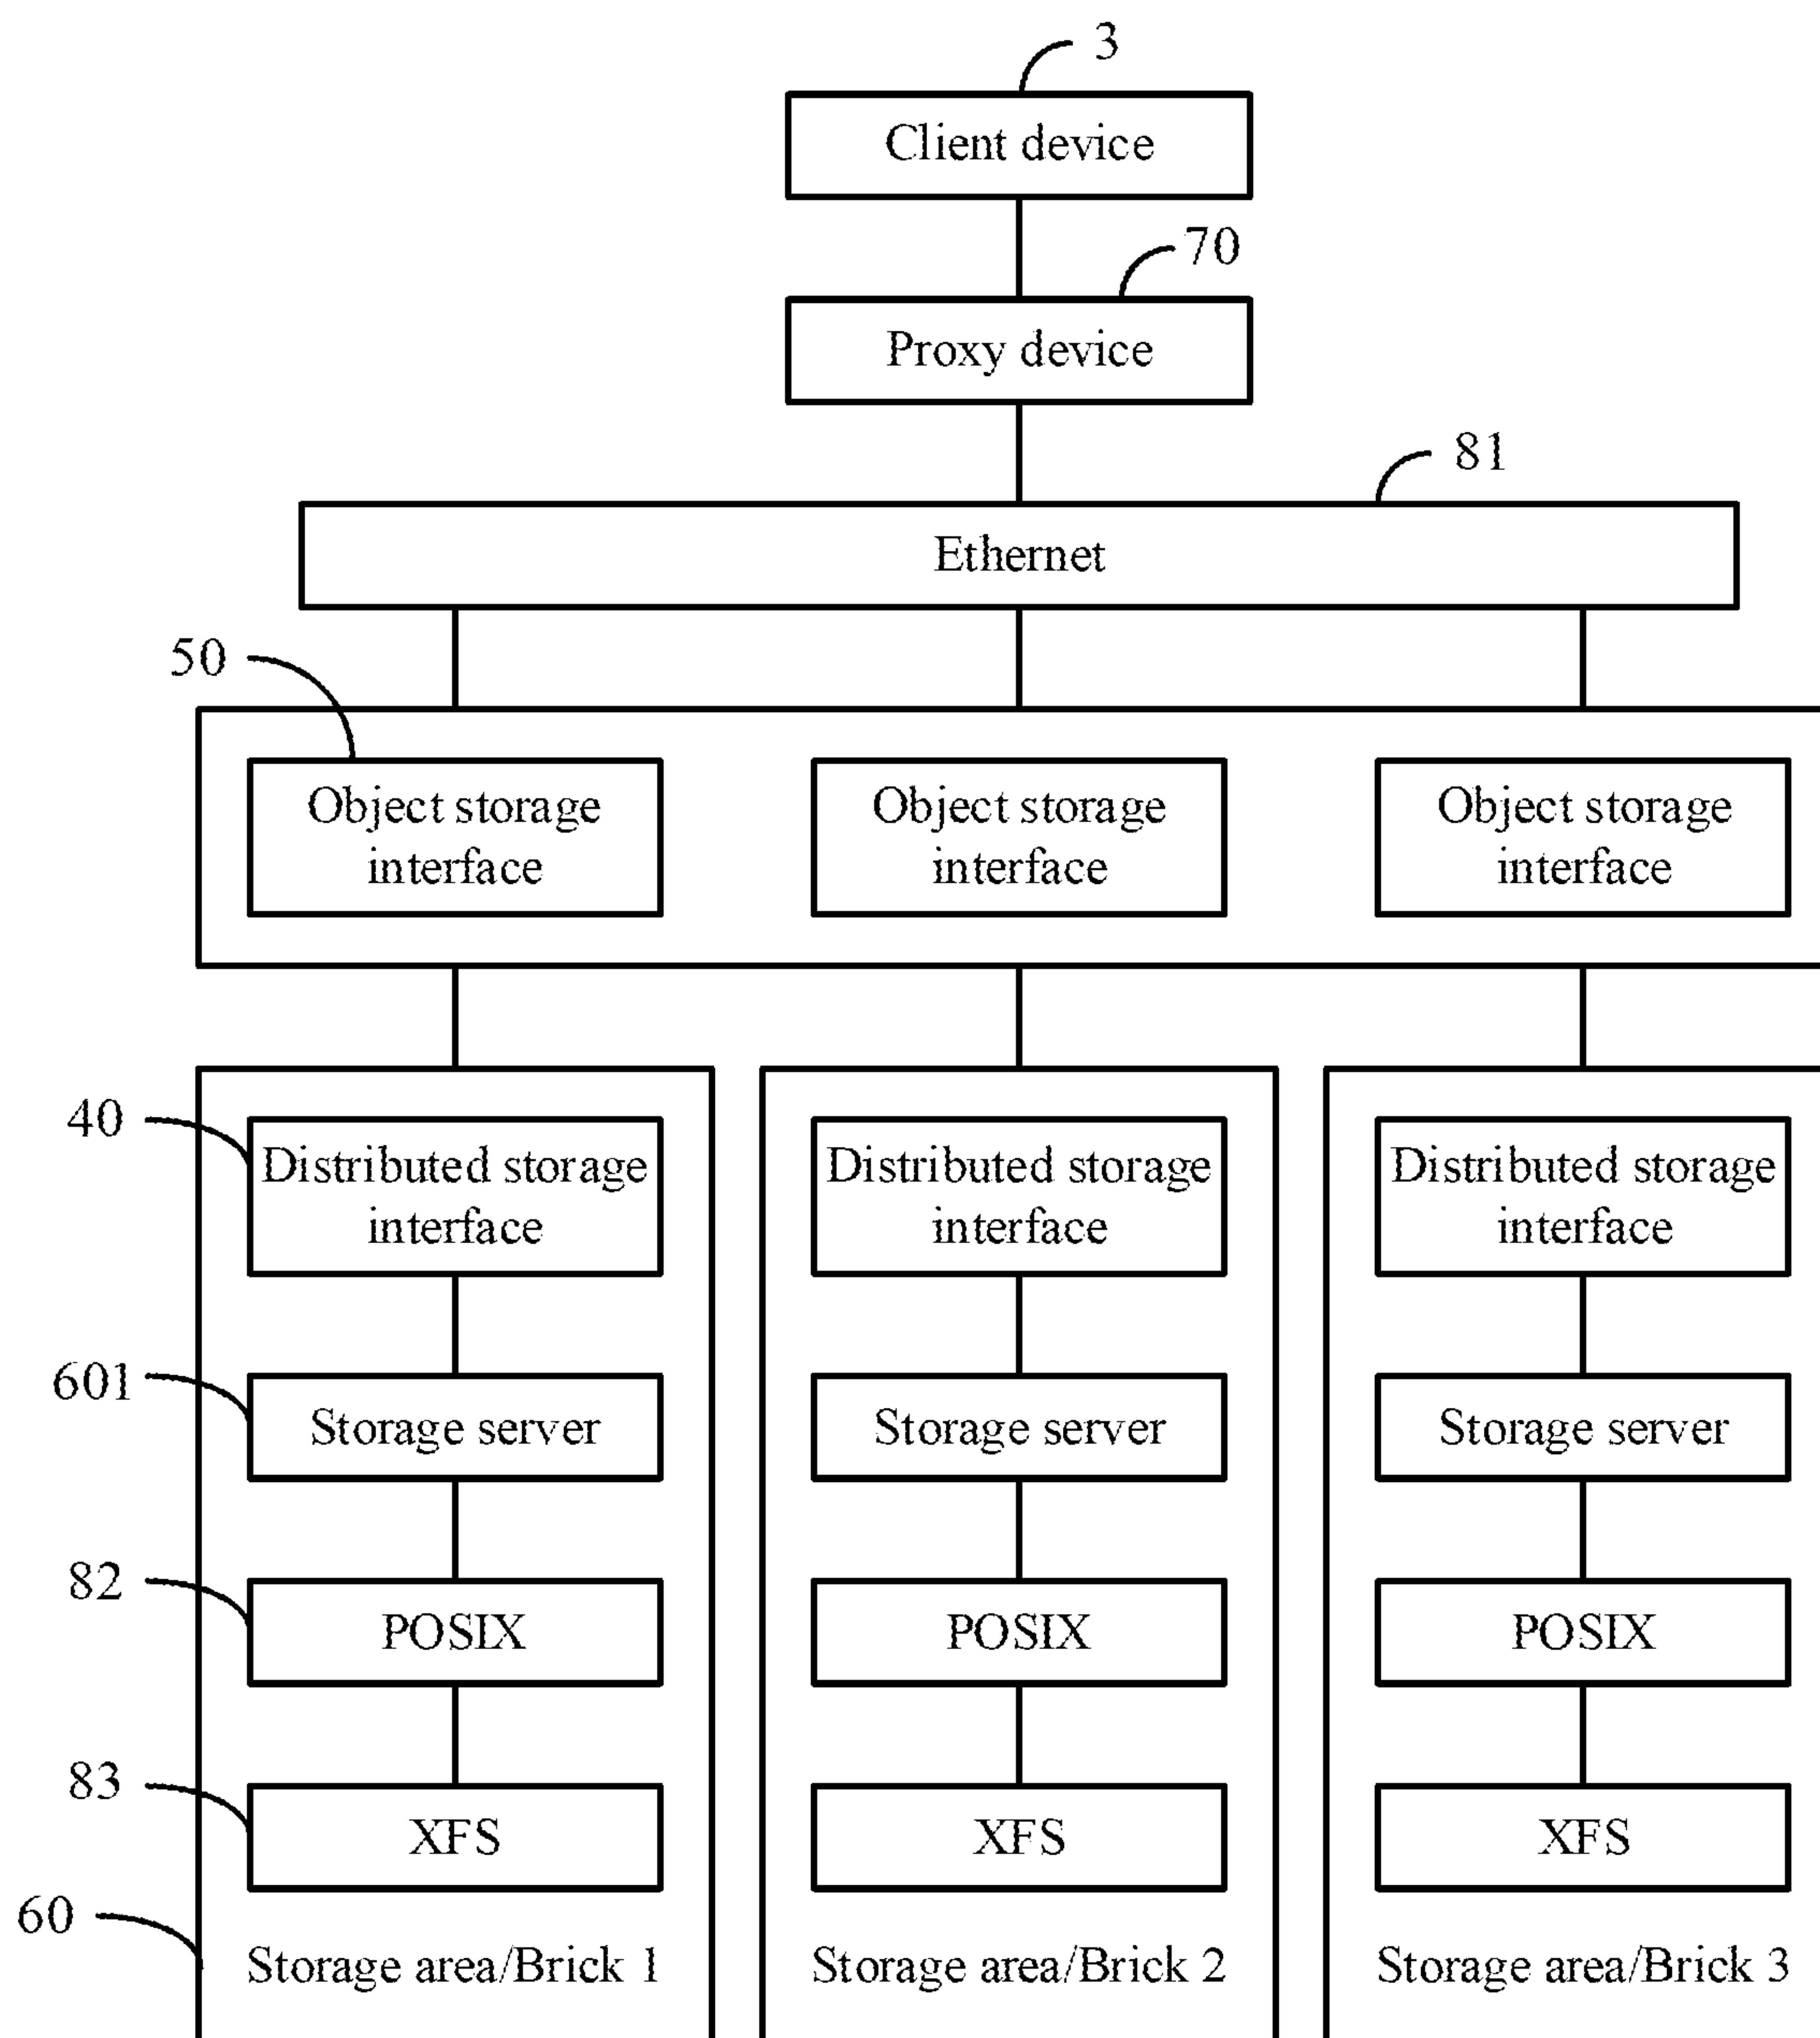 3
Client device
70
Proxy device
81
Ethernet
50
Object storage
interface
Object storage
interface
Object storage
interface
40
Distributed storage
interface
Distributed storage
interface
Distributed storage
interface
601
Storage server
Storage server
Storage server
82
POSIX
POSIX
POSIX
83
XFS
XFS
XFS
60
Storage area/Brick 1
Storage area/Brick 2
Storage area/Brick 3